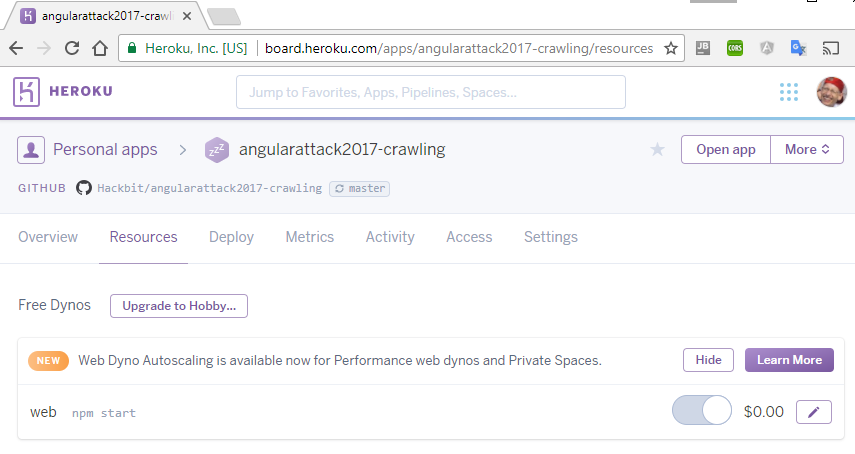 angularattack2017-crawli
Heroku, Inc. [US] board.heroku.com/apps/angularattack2017-crawling/resources
JB CORS A
HEROKU Jump to Favorites, Apps, Pipelines, Spaces...
Personal apps > zzz angularattack2017-crawling Open app More
GITHUB Hackbit/angularattack2017-crawling master
Overview Resources Deploy Metrics Activity Access Settings
Free Dynos Upgrade to Hobby...
NEW Web Dyno Autoscaling is available now for Performance web dynos and Private Spaces. Hide Learn More
web npm start $0.00